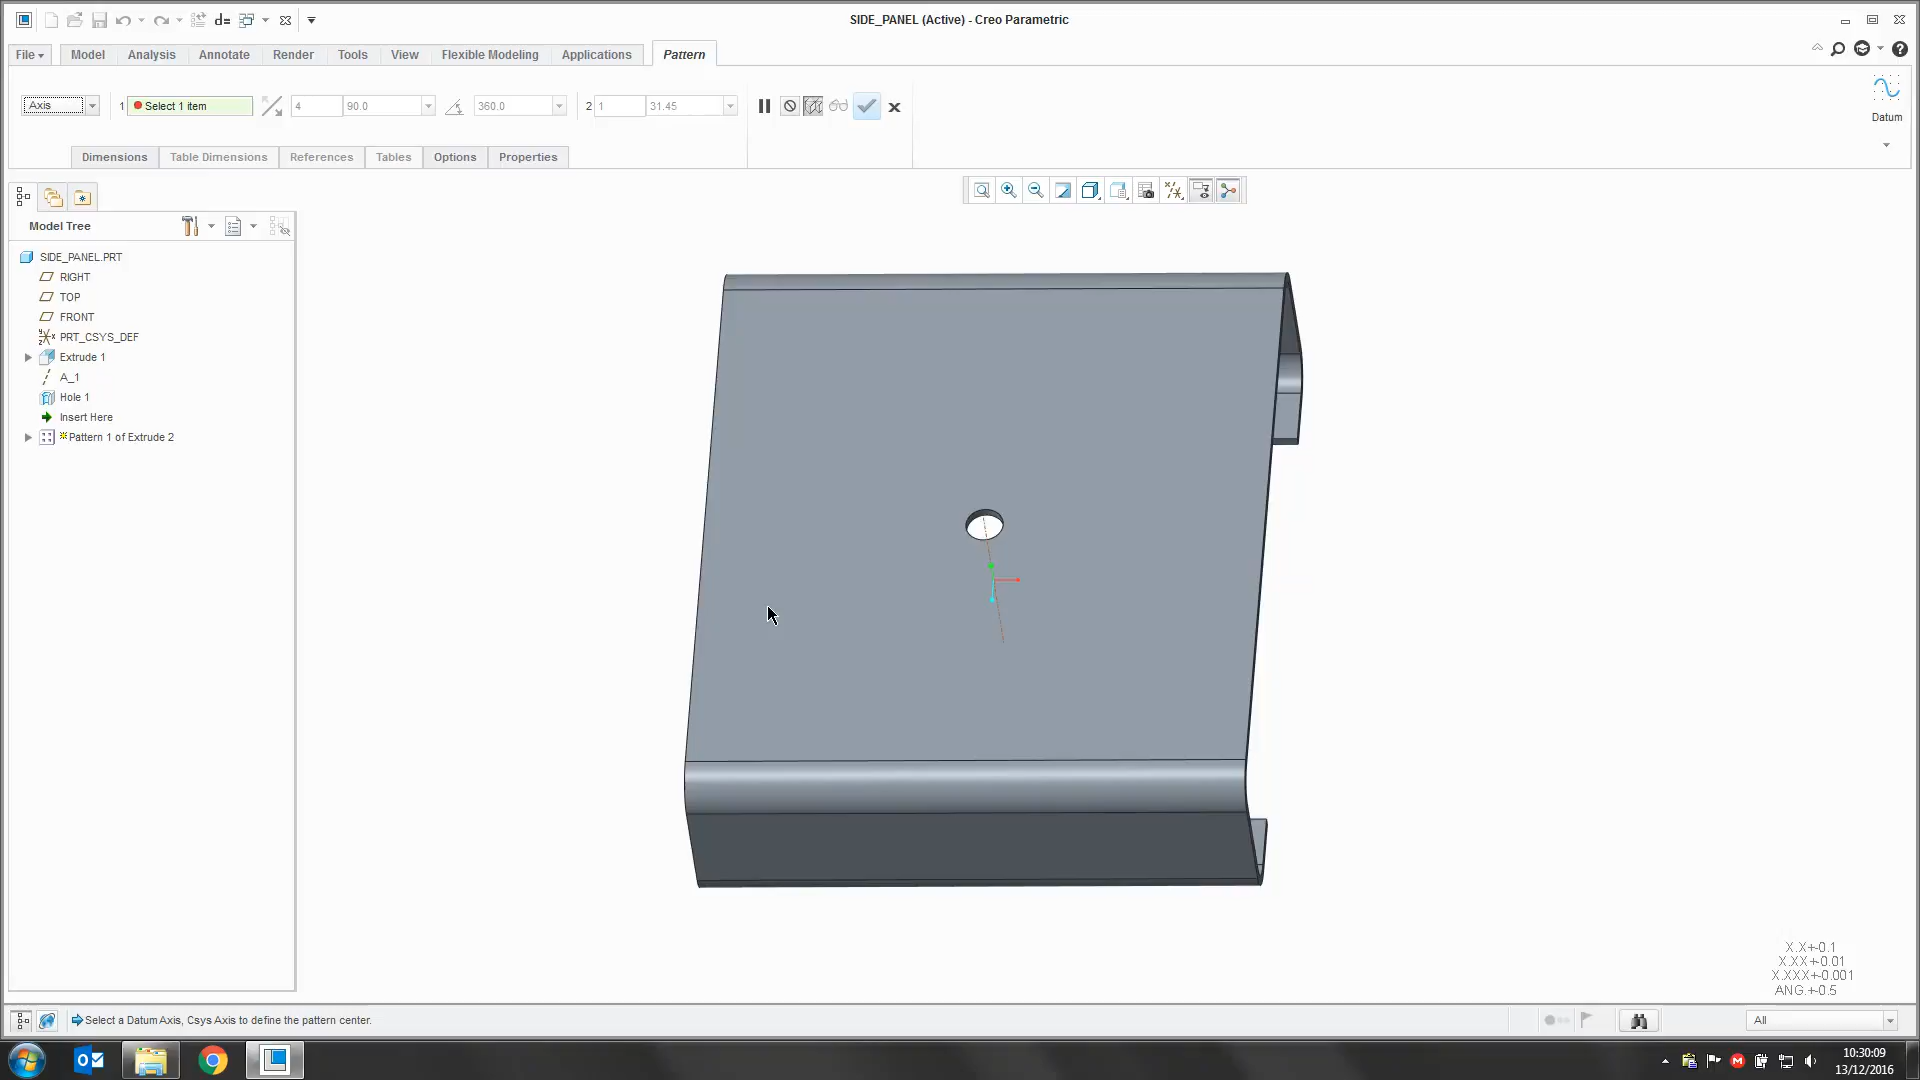 SIDE_PANEL (Active) - Creo Parametric
d=
File
Model
Analysis
Annotate
Render
Tools
View
Flexible Modeling
Applications
Pattern
Axis
1
Select 1 item
4
90.0
360.0
2
1
31.45
Datum
Dimensions
Table Dimensions
References
Tables
Options
Properties
Model Tree
SIDE_PANEL.PRT
RIGHT
TOP
FRONT
PRT_CSYS_DEF
Extrude 1
A_1
Hole 1
Insert Here
Pattern 1 of Extrude 2
X.X+-0.1
X.XX+-0.01
X.XXX+-0.001
ANG.+-0.5
Select a Datum Axis, Csys Axis to define the pattern center.
All
10:30:09
13/12/2016